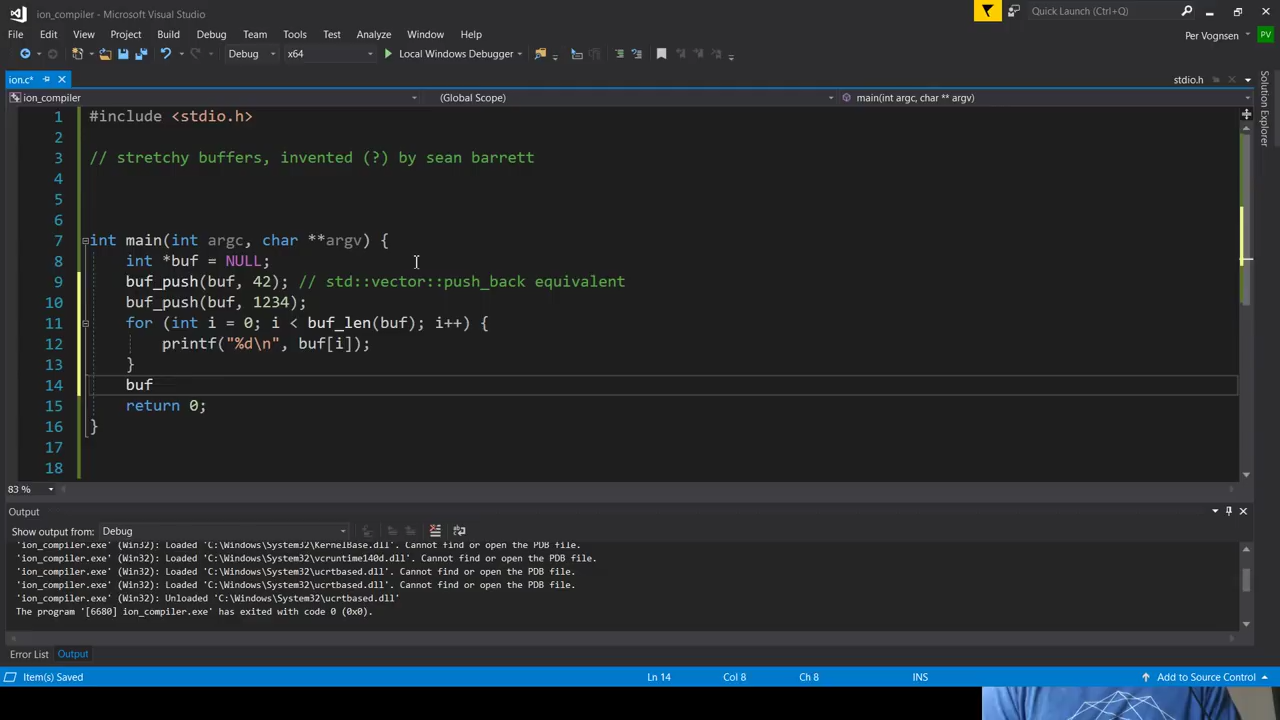 ion_compiler - Microsoft Visual Studio
Quick Launch (Ctrl+Q)
File Edit View Project Build Debug Team Tools Test Analyze Window Help
Per Vognsen PV
Debug x64 Local Windows Debugger
ion.c* stdio.h
ion_compiler (Global Scope) main(int argc, char ** argv)
Solution Explorer
1 #include <stdio.h>
2
3 // stretchy buffers, invented (?) by sean barrett
4
5
6
7 int main(int argc, char **argv) {
8 int *buf = NULL;
9 buf_push(buf, 42); // std::vector::push_back equivalent
10 buf_push(buf, 1234);
11 for (int i = 0; i < buf_len(buf); i++) {
12 printf("%d\n", buf[i]);
13 }
14 buf
15 return 0;
16 }
17
18
83 %
Output
Show output from: Debug
'ion_compiler.exe' (Win32): Loaded 'C:\Windows\System32\KernelBase.dll'. Cannot find or open the PDB file.
'ion_compiler.exe' (Win32): Loaded 'C:\Windows\System32\vcruntime140d.dll'. Cannot find or open the PDB file.
'ion_compiler.exe' (Win32): Loaded 'C:\Windows\System32\ucrtbased.dll'. Cannot find or open the PDB file.
'ion_compiler.exe' (Win32): Loaded 'C:\Windows\System32\ucrtbased.dll'. Cannot find or open the PDB file.
'ion_compiler.exe' (Win32): Unloaded 'C:\Windows\System32\ucrtbased.dll'
The program '[6680] ion_compiler.exe' has exited with code 0 (0x0).
Error List Output
Item(s) Saved Ln 14 Col 8 Ch 8 INS Add to Source Control